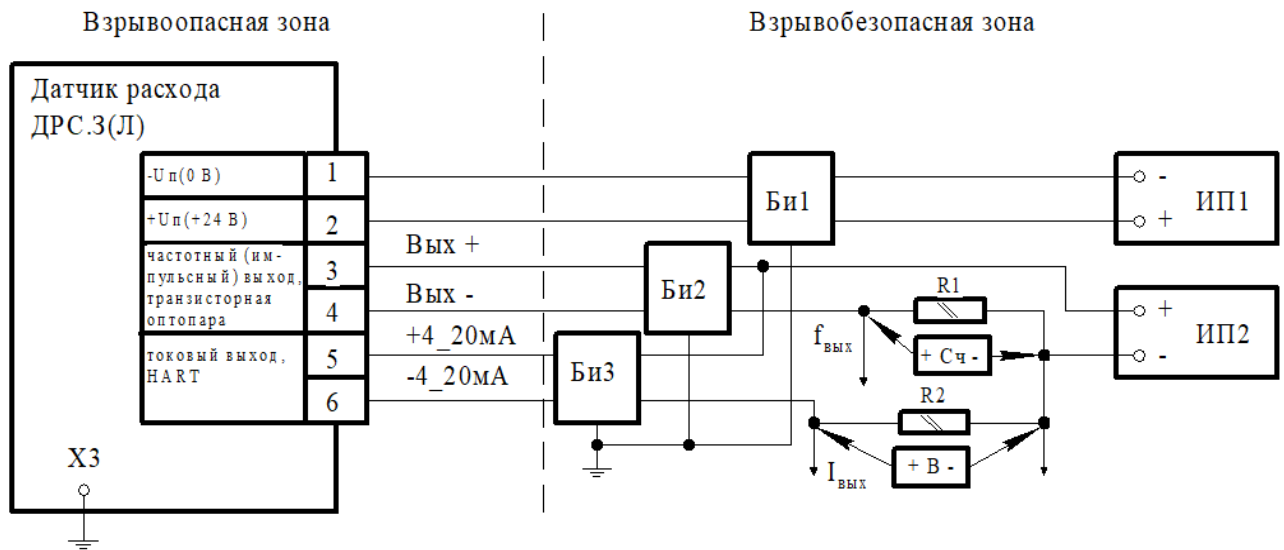 Взрывоопасная зона
Взрывобезопасная зона
Датчик расхода
ДРС.З(Л)
-Uп(0 В)
1
+Uп(+24 В)
2
частотный (им-
пульсный) выход,
транзисторная
оптопара
3
4
токовый выход,
HART
5
6
Вых +
Вых -
+4_20мА
-4_20мА
Би1
Би2
Би3
-
+
ИП1
+
-
ИП2
R1
fвых
+ Сч -
R2
+ В -
Iвых
X3